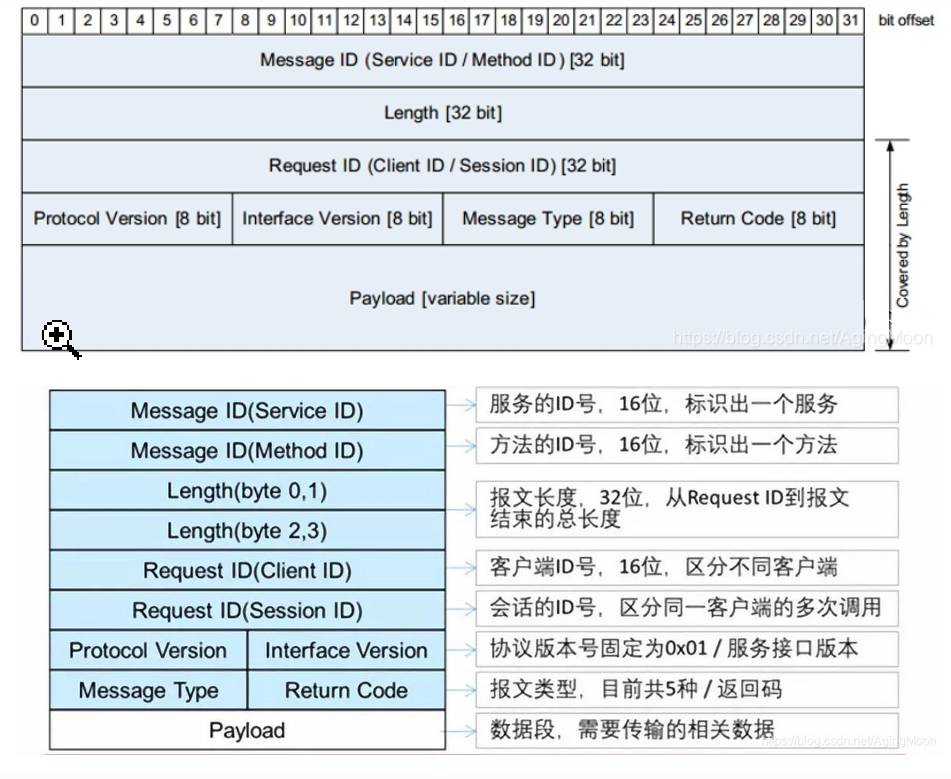 0 1 2 3 4 5 6 7 8 9 10 11 12 13 14 15 16 17 18 19 20 21 22 23 24 25 26 27 28 29 30 31 bit offset
Message ID (Service ID / Method ID) [32 bit]
Length [32 bit]
Request ID (Client ID / Session ID) [32 bit]
Protocol Version [8 bit] Interface Version [8 bit] Message Type [8 bit] Return Code [8 bit]
Payload [variable size]
Covered by Length
https://blog.csdn.net/AgingMoon
Message ID(Service ID) 服务的ID号，16位，标识出一个服务
Message ID(Method ID) 方法的ID号，16位，标识出一个方法
Length(byte 0,1) 报文长度，32位，从Request ID到报文
Length(byte 2,3) 结束的总长度
Request ID(Client ID) 客户端ID号，16位，区分不同客户端
Request ID(Session ID) 会话的ID号，区分同一客户端的多次调用
Protocol Version Interface Version 协议版本号固定为0x01 / 服务接口版本
Message Type Return Code 报文类型，目前共5种 / 返回码
Payload 数据段，需要传输的相关数据
https://blog.csdn.net/AgingMoon